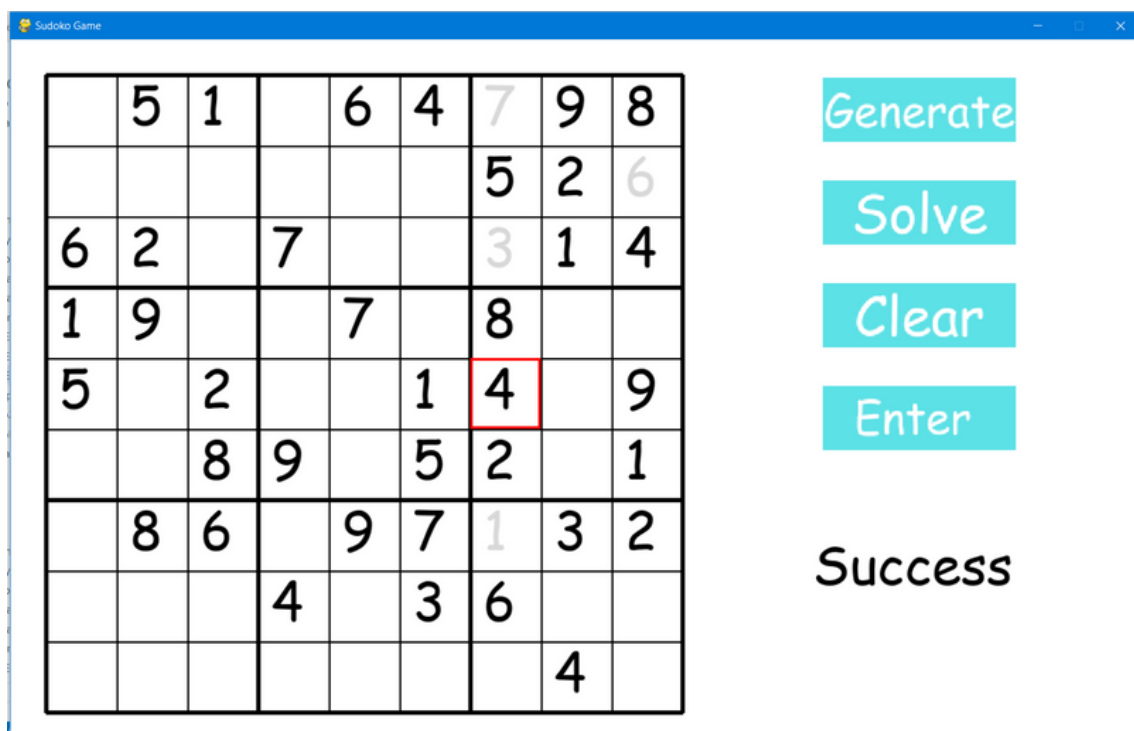 Sudoko Game
5 1 6 4 7 9 8
5 2 6
6 2 7 3 1 4
1 9 7 8
5 2 1 4 9
8 9 5 2 1
8 6 9 7 1 3 2
4 3 6
4
Generate
Solve
Clear
Enter
Success